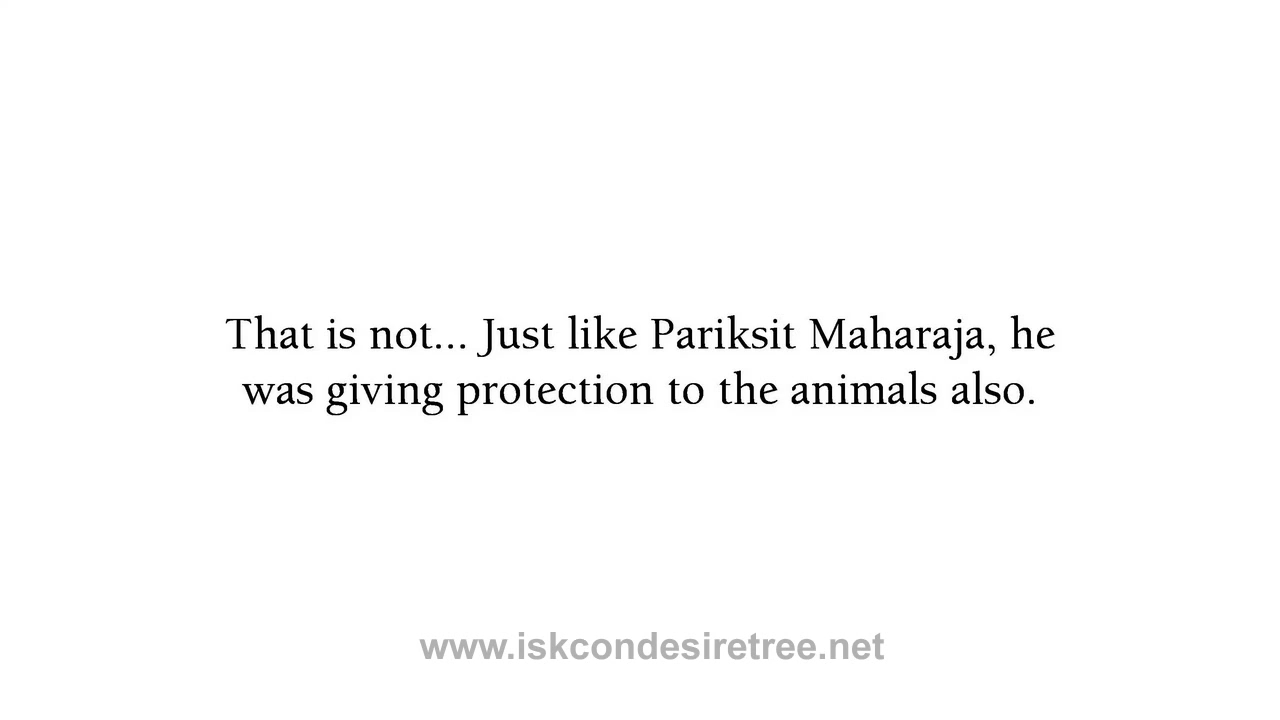 That is not... Just like Pariksit Maharaja, he
was giving protection to the animals also.
www.iskcondesiretree.net